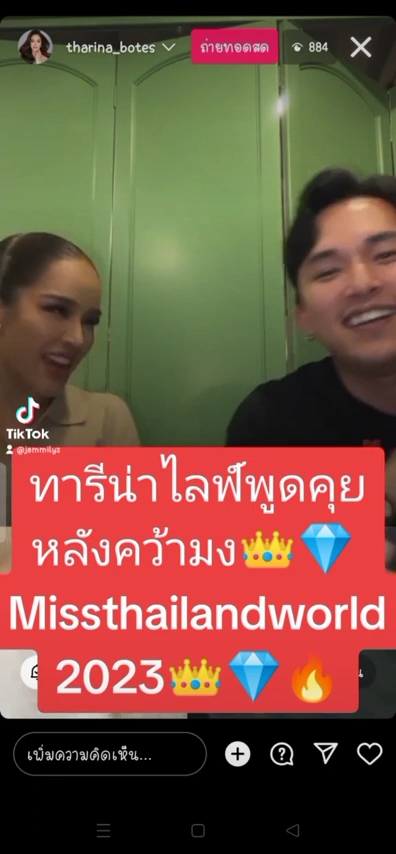 tharina_botes
ถ่ายทอดสด
884
TikTok
@jammilyz
ทารีน่าไลฟ์พูดคุย
หลังคว้ามง👑💎
Missthailandworld
2023👑💎🔥
เพิ่มความคิดเห็น...